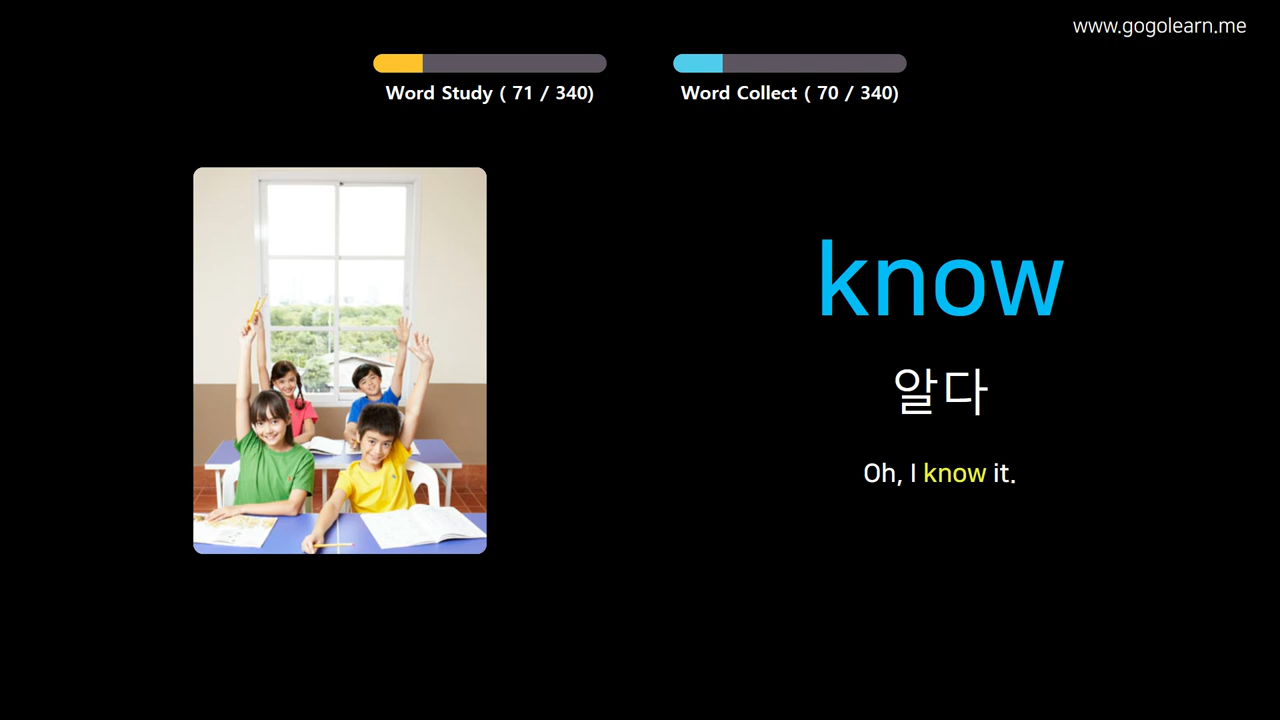 www.gogolearn.me
Word Study ( 71 / 340)
Word Collect ( 70 / 340)
know
알다
Oh, I know it.